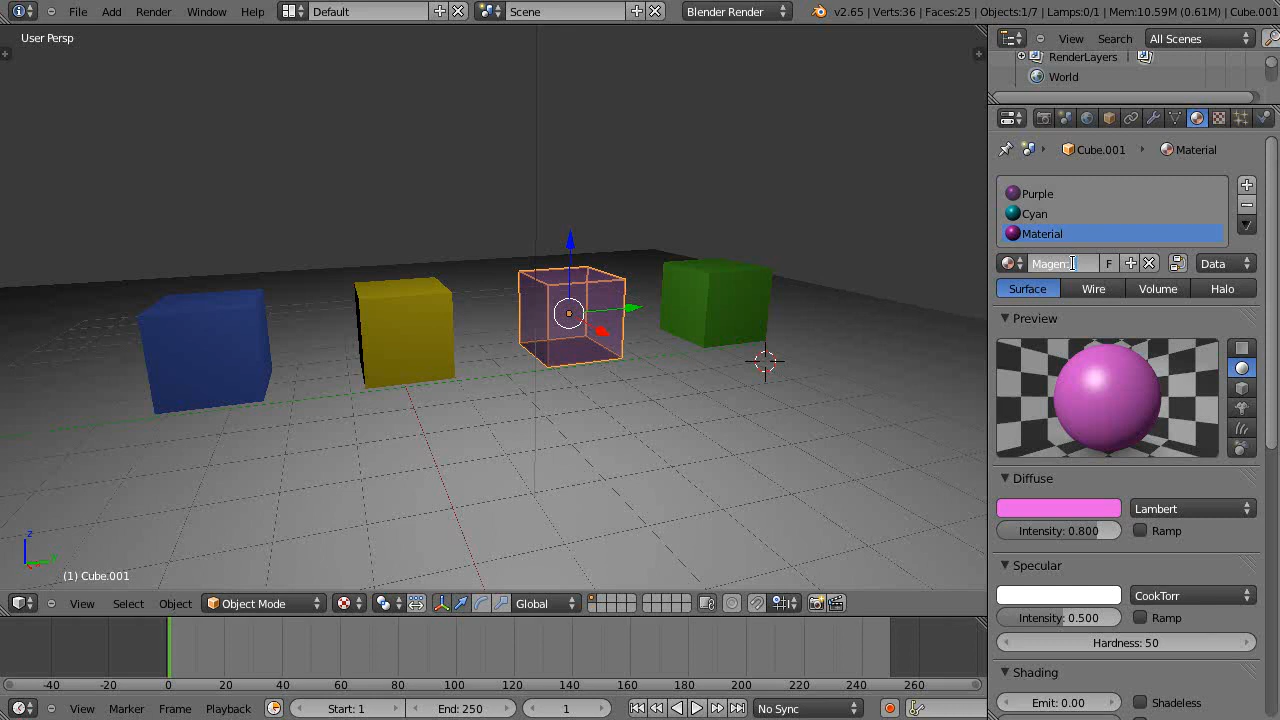 File Add Render Window Help Default Scene Blender Render v2.65 | Verts:36 | Faces:25 | Objects:1/7 | Lamps:0/1 | Mem:10.59M (0.61M) | Cube.001
User Persp
View Search All Scenes
RenderLayers
World
Cube.001 Material
Purple
Cyan
Material
F Data
Surface Wire Volume Halo
Preview
Diffuse
Lambert
Intensity: 0.800 Ramp
Specular
CookTorr
Intensity: 0.500 Ramp
Hardness: 50
Shading
Emit: 0.00 Shadeless
z
(1) Cube.001
View Select Object Object Mode Global
-40 -20 0 20 40 60 80 100 120 140 160 180 200 220 240 260
View Marker Frame Playback Start: 1 End: 250 1 No Sync